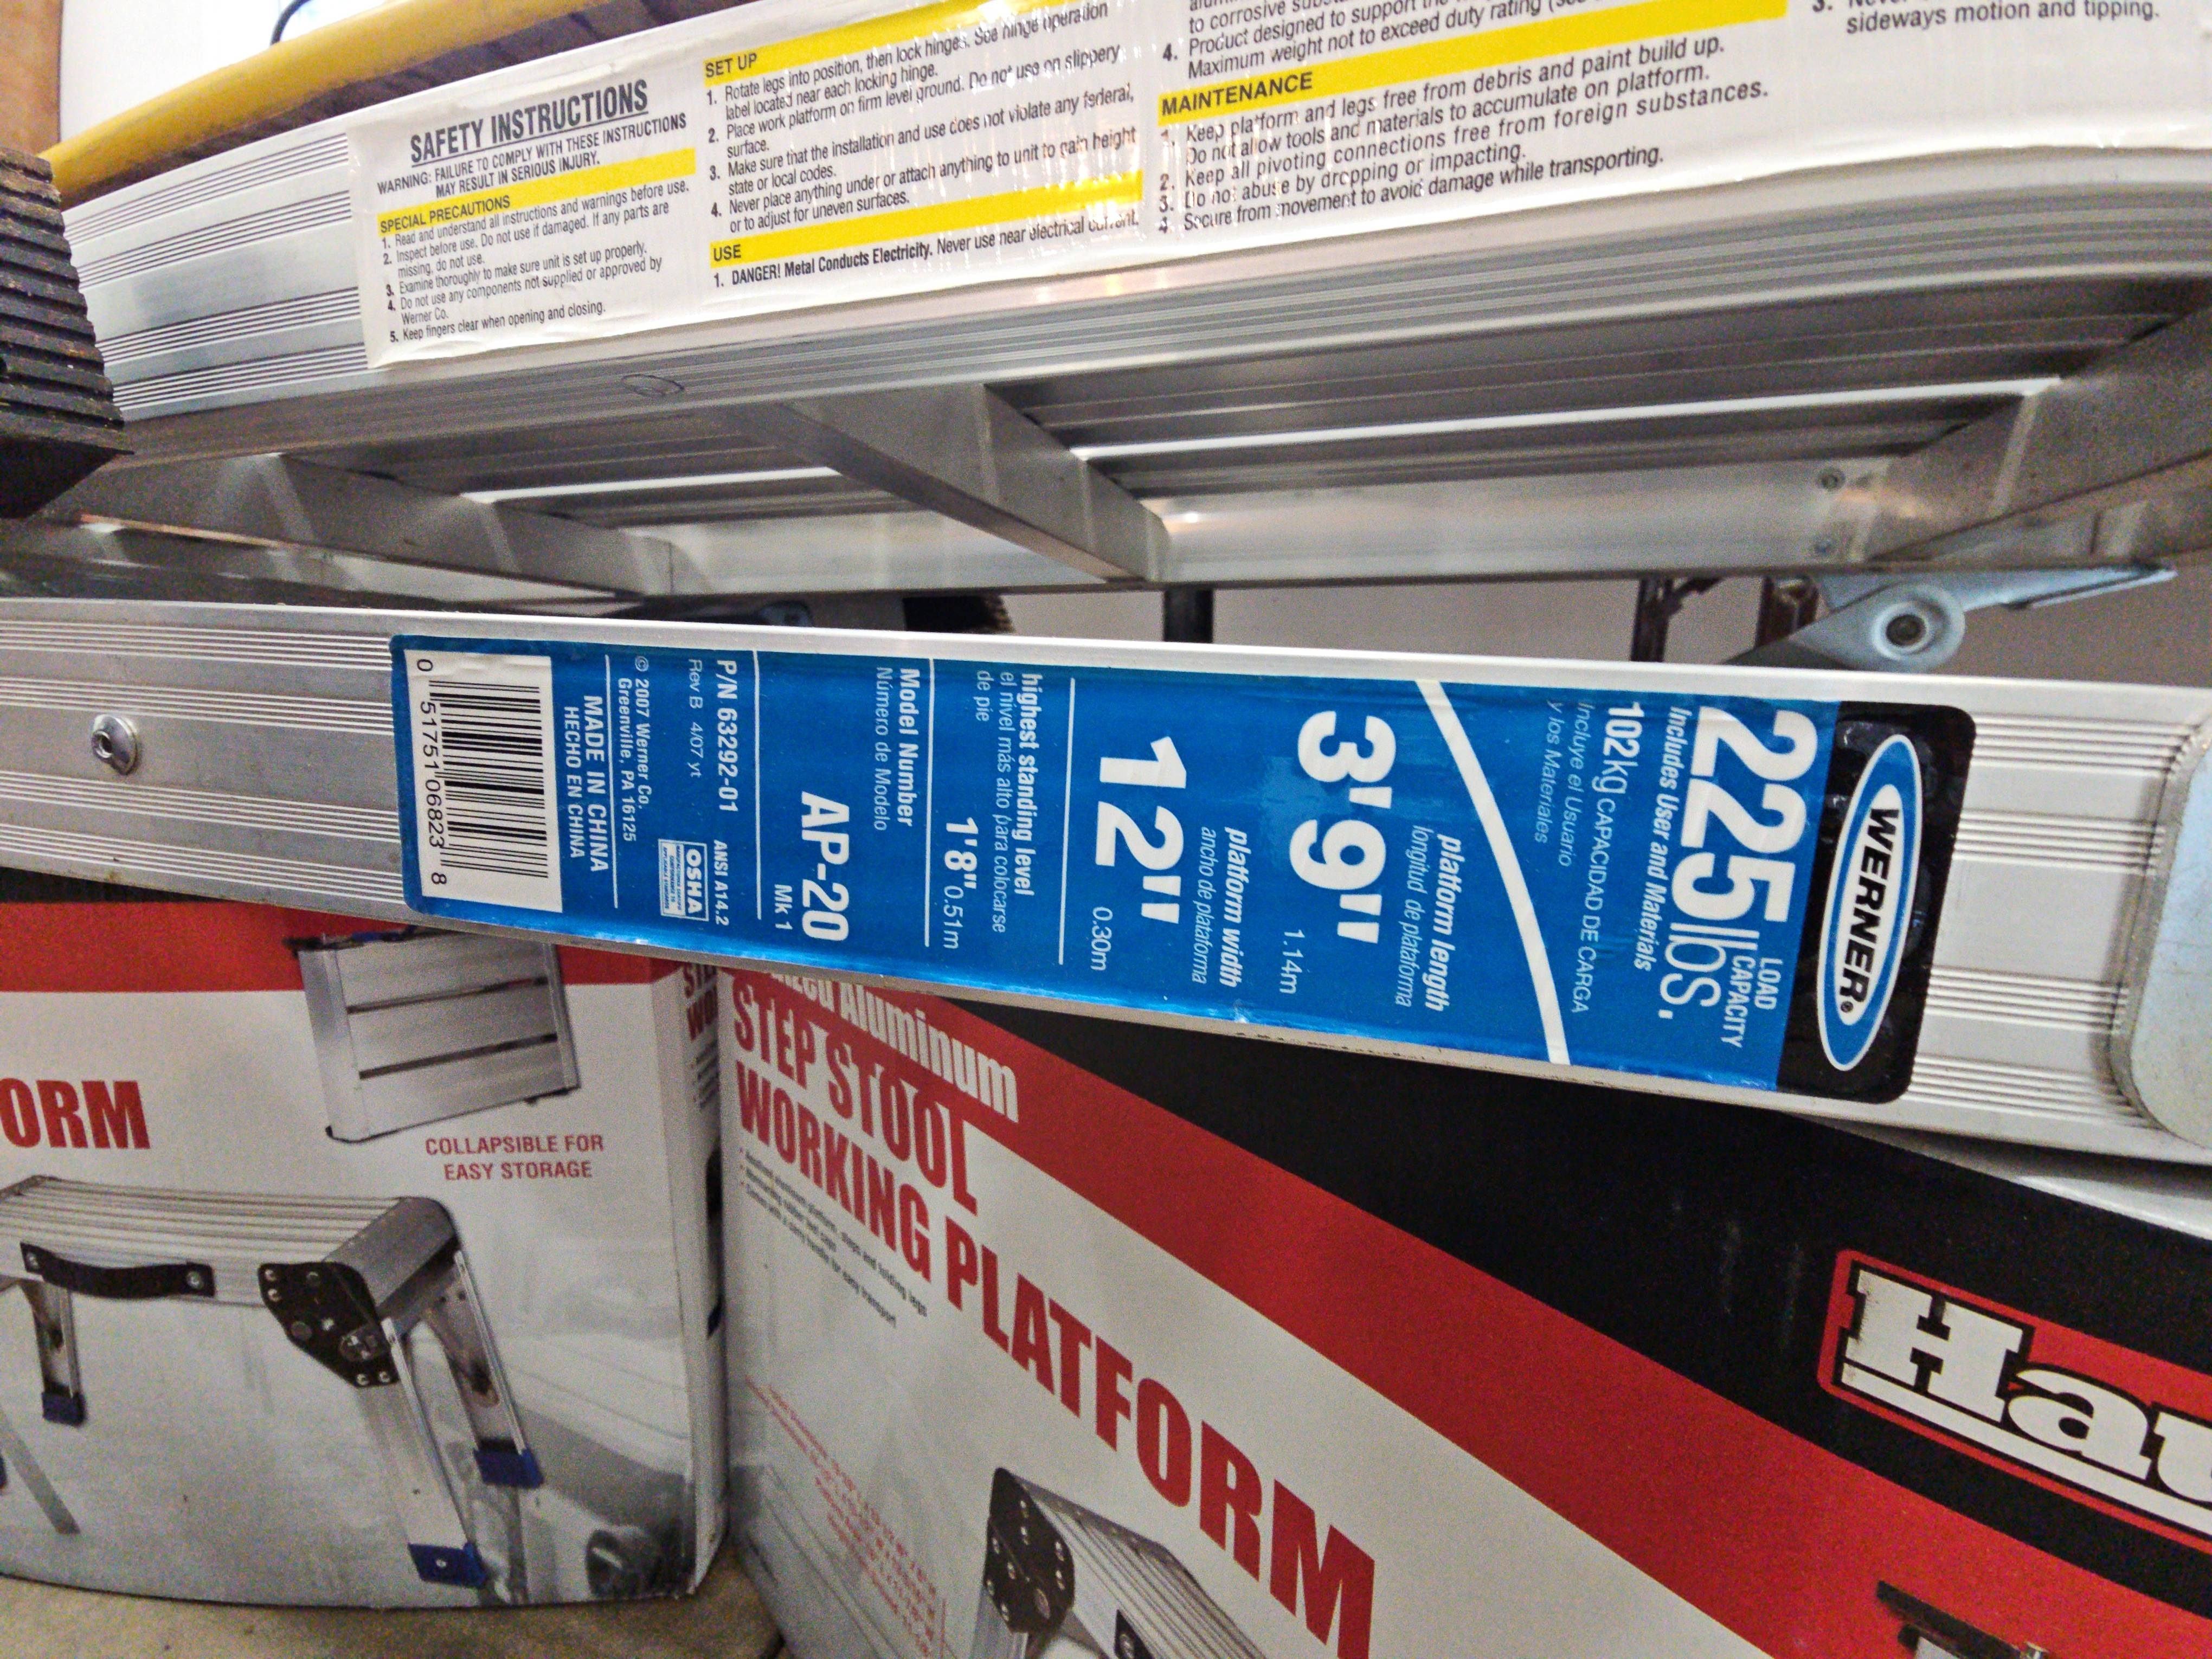 SAFETY INSTRUCTIONS
WARNING: FAILURE TO COMPLY WITH THESE INSTRUCTIONS
MAY RESULT IN SERIOUS INJURY.
SPECIAL PRECAUTIONS
1. Read and understand all instructions and warnings before use.
2. Inspect before use. Do not use if damaged. If any parts are
missing, do not use.
3. Examine thoroughly to make sure unit is set up properly.
4. Do not use any components not supplied or approved by
Werner Co.
5. Keep fingers clear when opening and closing.
SET UP
1. Rotate legs into position, then lock hinges. See hinge operation
label located near each locking hinge.
2. Place work platform on firm level ground. Do not use on slippery
surface.
3. Make sure that the installation and use does not violate any federal,
state or local codes.
4. Never place anything under or attach anything to unit to gain height
or to adjust for uneven surfaces.
USE
1. DANGER! Metal Conducts Electricity. Never use near electrical current.
to corrosive
4. Product designed to support
Maximum weight not to exceed duty rating
MAINTENANCE
1. Keep platform and legs free from debris and paint build up.
Do not allow tools and materials to accumulate on platform.
2. Keep all pivoting connections free from foreign substances.
3. Do not abuse by dropping or impacting.
4. Secure from movement to avoid damage while transporting.
3.
sideways motion and tipping.
WERNER®
225lbs.
LOAD
CAPACITY
Includes User and Materials
102kg CAPACIDAD DE CARGA
Incluye el Usuario
y los Materiales
platform length
longitud de plataforma
3'9" 1.14m
platform width
ancho de plataforma
12" 0.30m
highest standing level
el nivel más alto para colocarse
de pie
1'8" 0.51m
Model Number
Número de Modelo
AP-20
Mk 1
P/N 63292-01 ANSI A14.2
Rev B 4/07 yt
OSHA
© 2007 Werner Co.
Greenville, PA 16125
MADE IN CHINA
HECHO EN CHINA
0 51751 06823 8
ORM
COLLAPSIBLE FOR
EASY STORAGE
ST
WO
Aluminum
STEP STOOL
WORKING PLATFORM
Hau